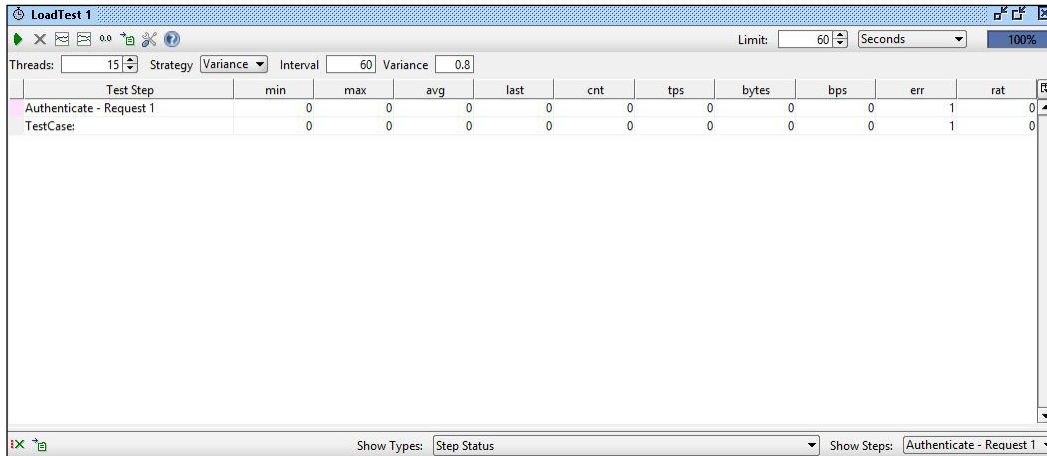 LoadTest 1
0.0 Limit: 60 Seconds 100%
Threads: 15 Strategy Variance Interval 60 Variance 0.8
Test Step min max avg last cnt tps bytes bps err rat
Authenticate - Request 1 0 0 0 0 0 0 0 0 1 0
TestCase: 0 0 0 0 0 0 0 0 1 0
Show Types: Step Status Show Steps: Authenticate - Request 1